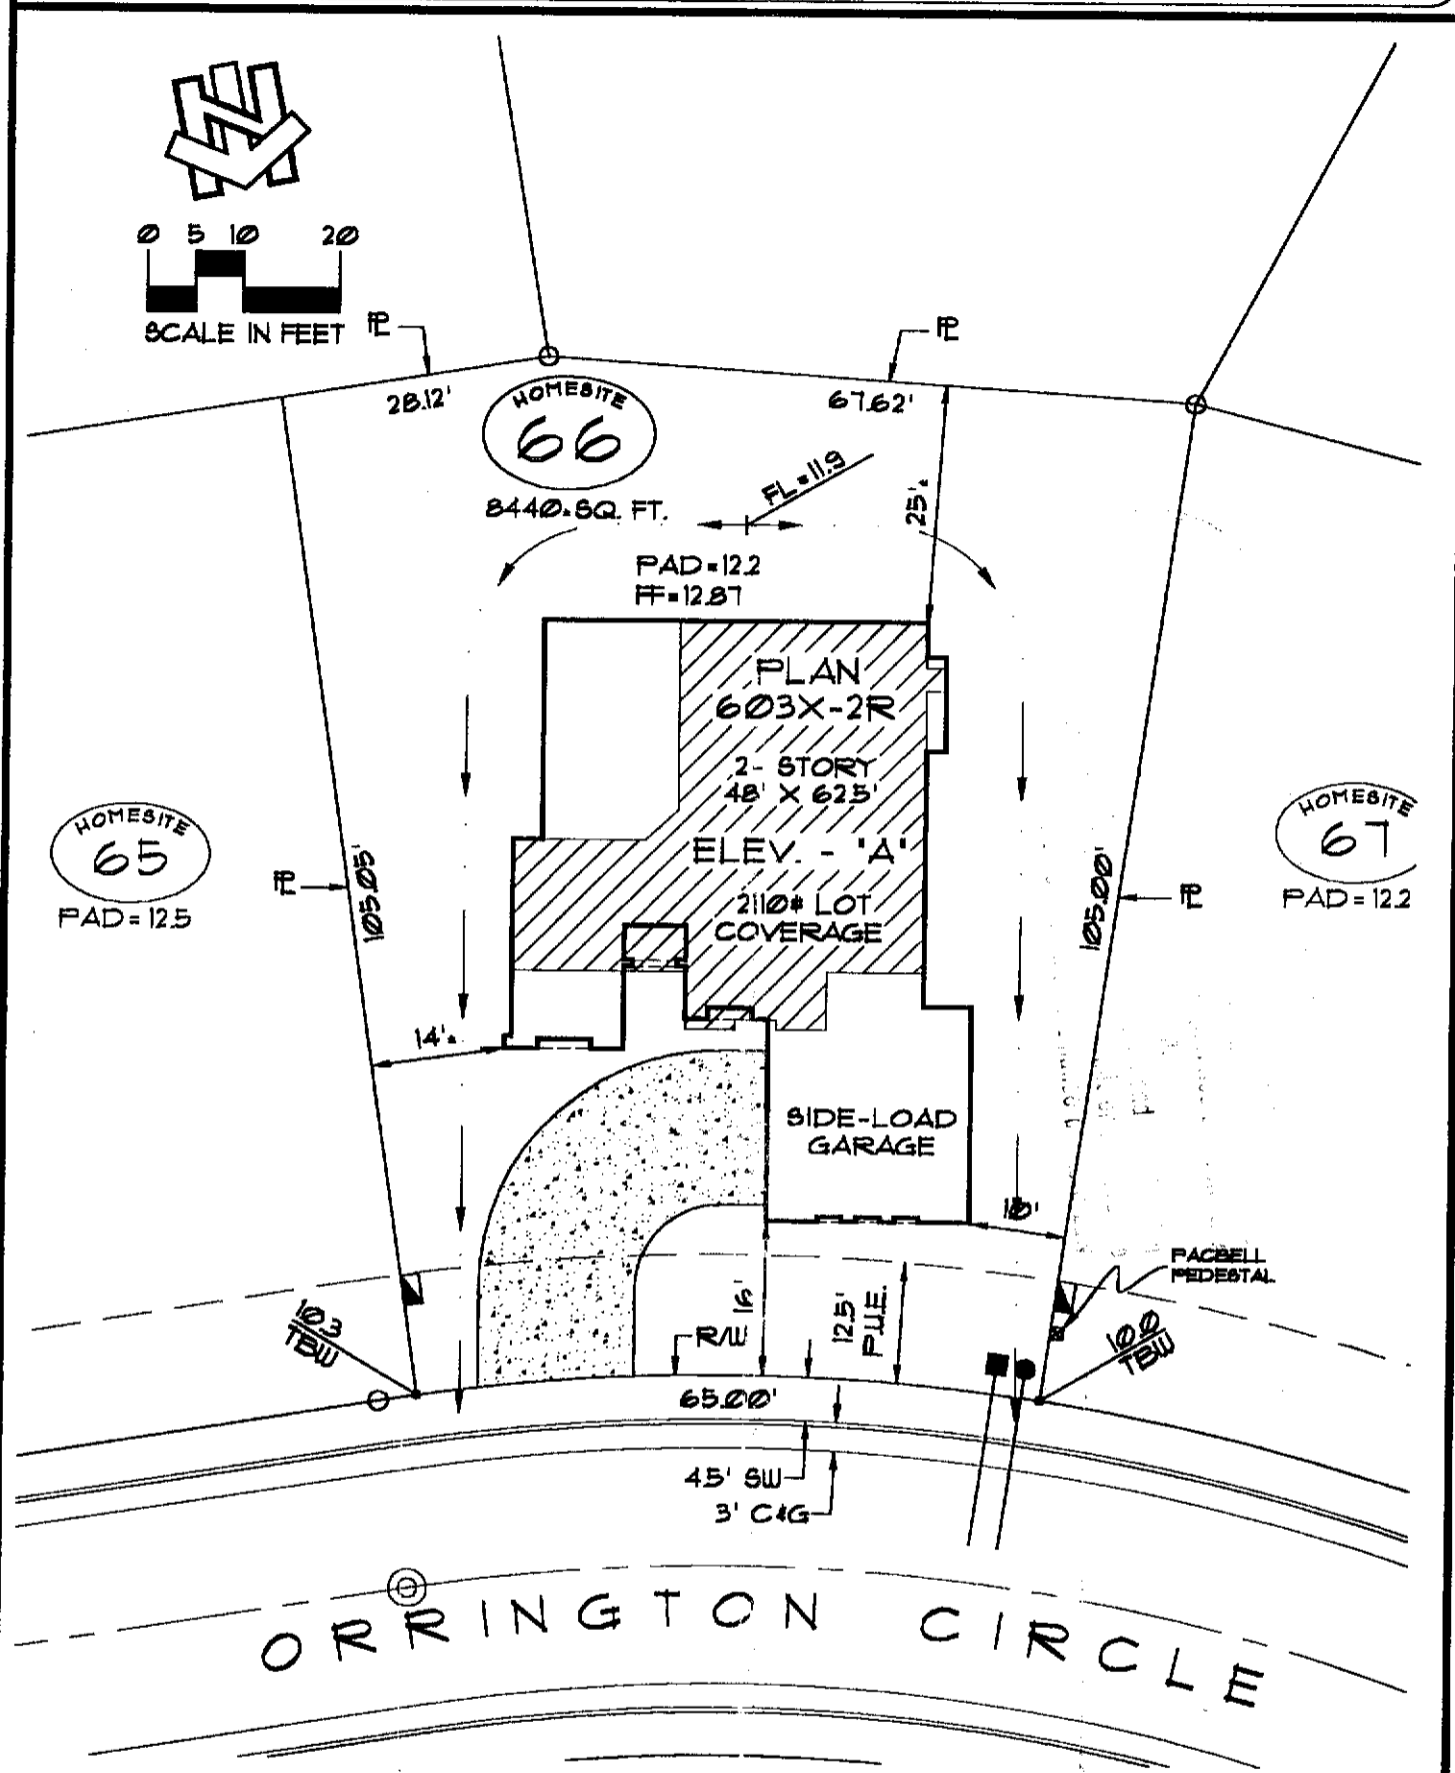 0 5 10 20
SCALE IN FEET
PL
PL
28.12'
67.62'
HOMESITE
66
8440± SQ. FT.
FL=11.9
25'±
PAD=12.2
FF=12.87
PLAN
603X-2R
2- STORY
48' X 62.5'
ELEV. - 'A'
2110# LOT
COVERAGE
HOMESITE
65
PAD=12.5
PL
105.05'
105.00'
PL
HOMESITE
67
PAD=12.2
14'±
SIDE-LOAD
GARAGE
10'
PACBELL
PEDESTAL
10.3
TBW
R/W
16'
12.5'
P.U.E.
10.0
TBW
65.00'
4.5' SW
3' C&G
ORRINGTON CIRCLE